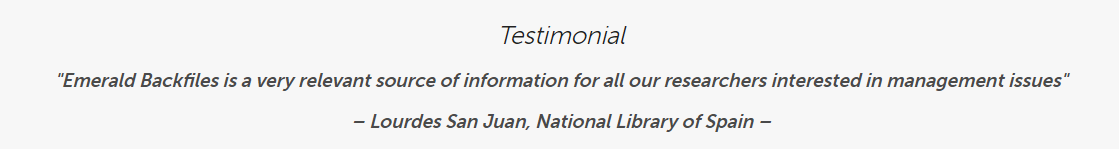 Testimonial
"Emerald Backfiles is a very relevant source of information for all our researchers interested in management issues"
– Lourdes San Juan, National Library of Spain –